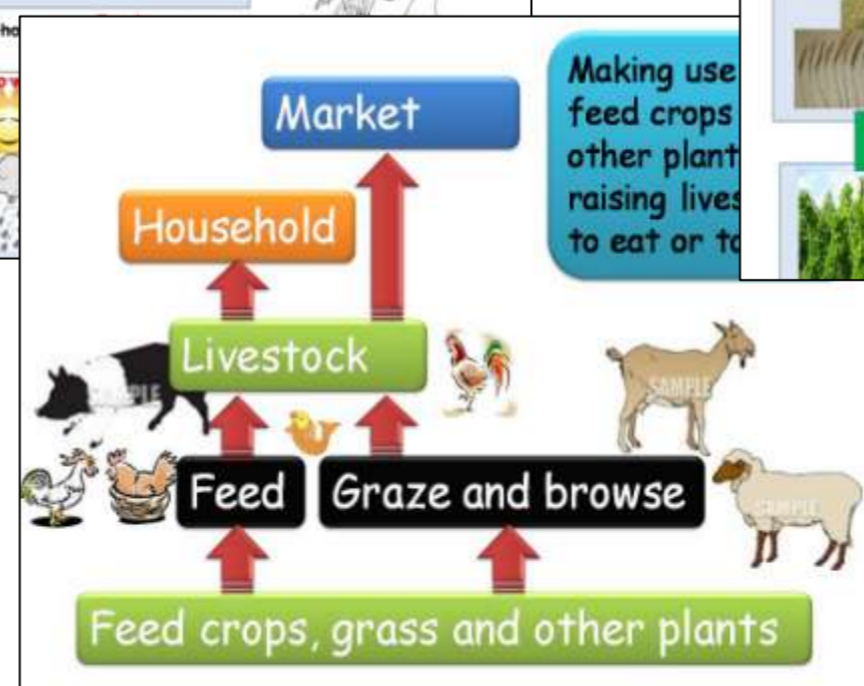 Market
Making use
feed crops
other plant
raising
to eat or
Household
Livestock
SAMPLE
SAMPLE
Feed
Graze and browse
SAMPLE
Feed crops, grass and other plants